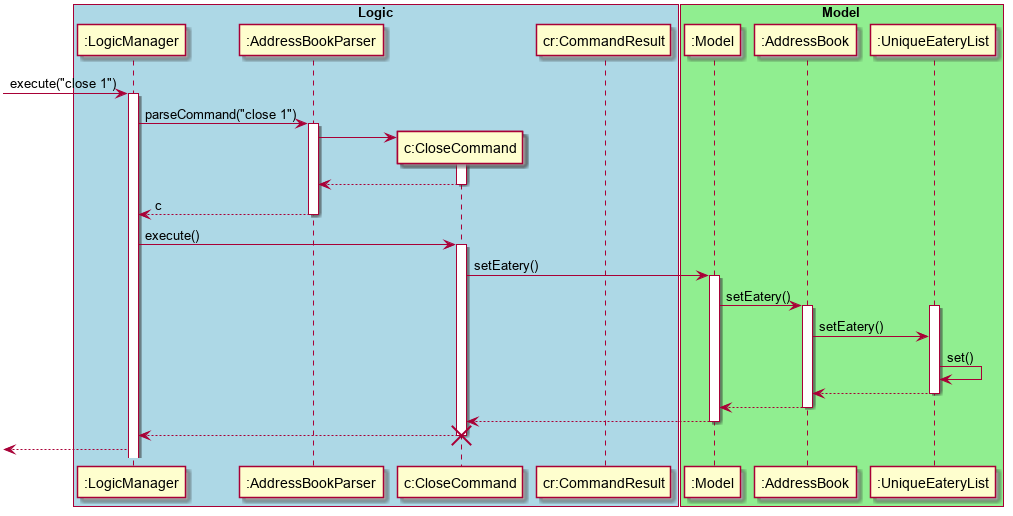 Logic
Model
:LogicManager
:AddressBookParser
cr:CommandResult
:Model
:AddressBook
:UniqueEateryList
execute("close 1")
parseCommand("close 1")
c:CloseCommand
c
execute()
setEatery()
setEatery()
setEatery()
set()
:LogicManager
:AddressBookParser
c:CloseCommand
cr:CommandResult
:Model
:AddressBook
:UniqueEateryList